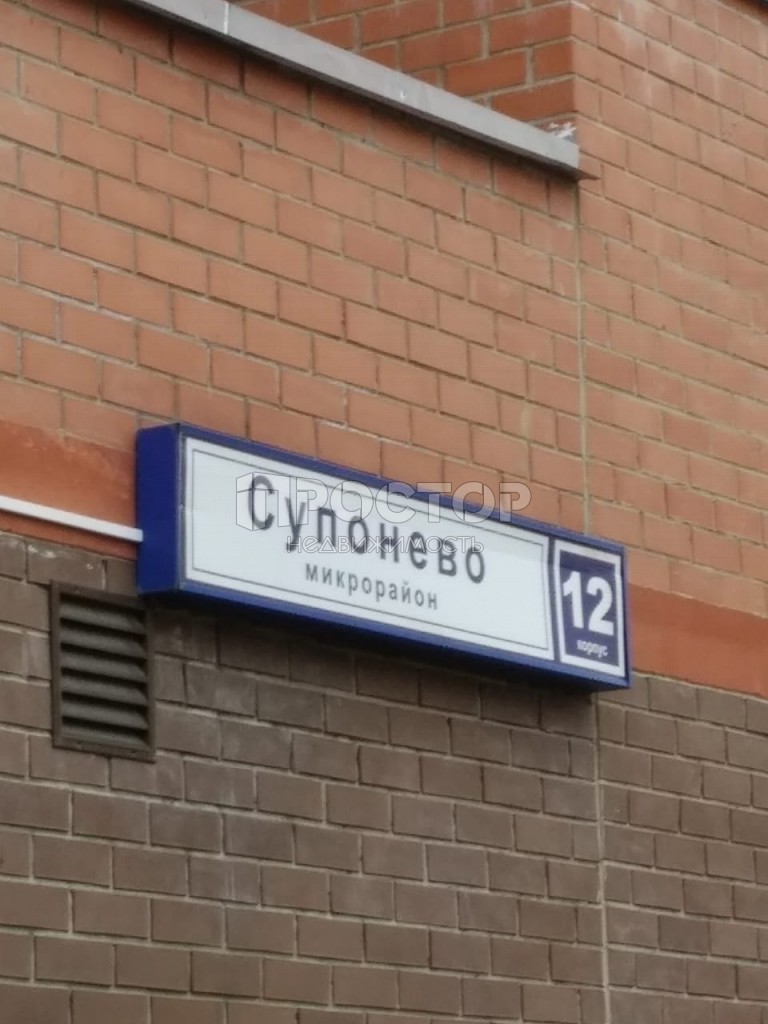 Супонево
микрорайон
12
корпус
ПРОСТОР
недвижимость